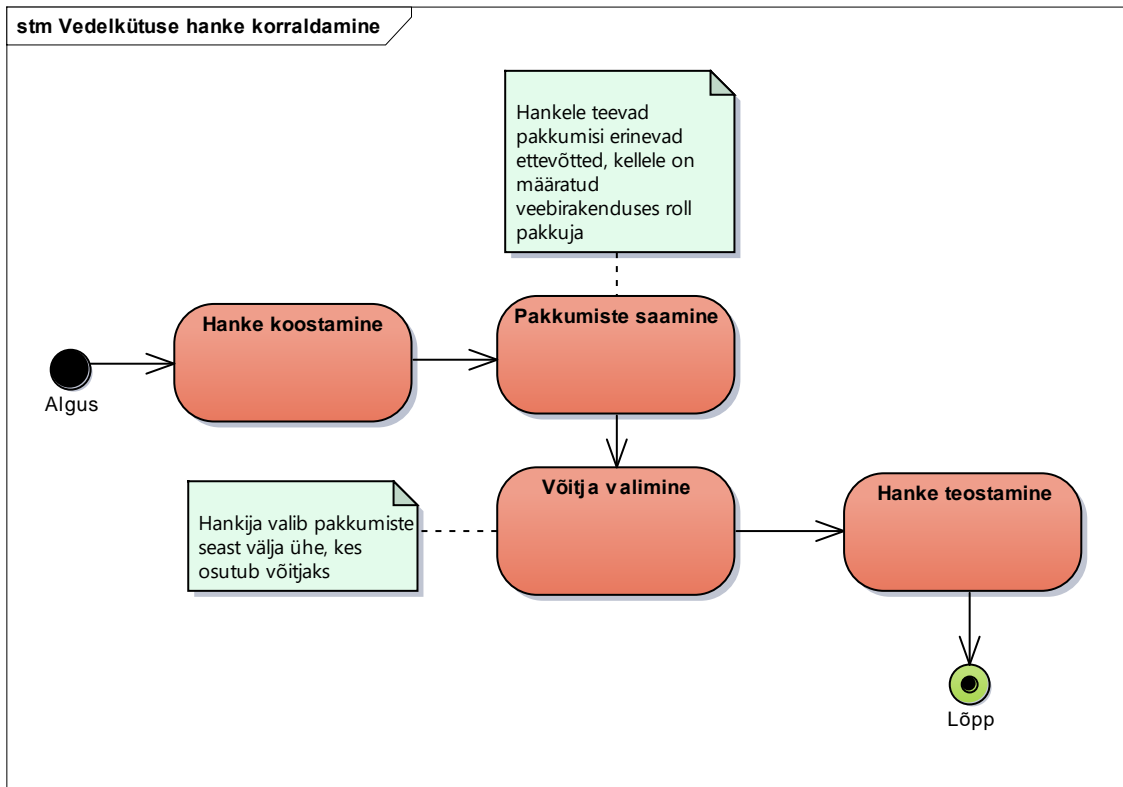 stm Vedelkütuse hanke korraldamine
Hankele teevad
pakkumisi erinevad
ettevõtted, kellele on
määratud
veebirakenduses roll
pakkuja
Hanke koostamine
Pakkumiste saamine
Algus
Hankija valib pakkumiste
seast välja ühe, kes
osutub võitjaks
Võitja valimine
Hanke teostamine
Lõpp